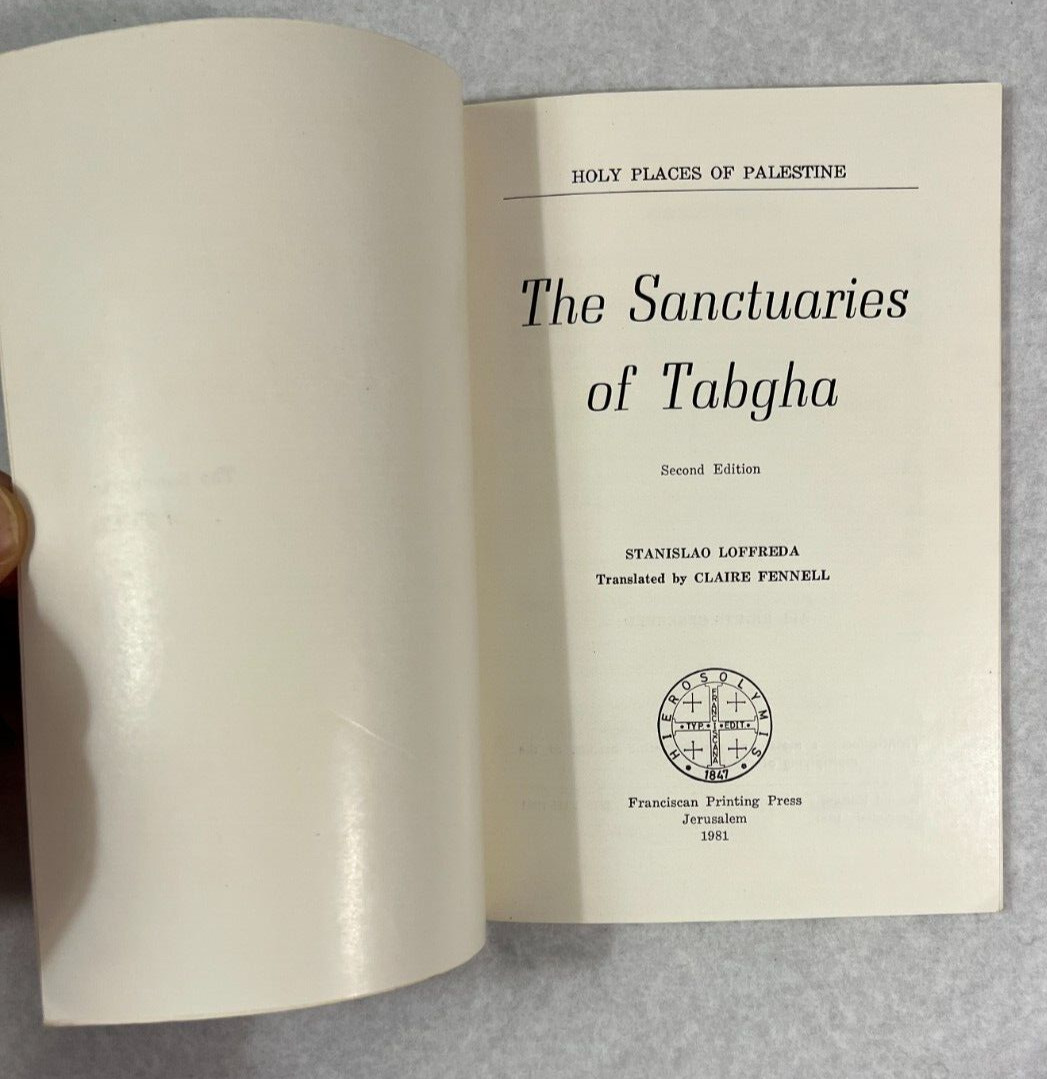 HOLY PLACES OF PALESTINE
The Sanctuaries
of Tabgha
Second Edition
STANISLAO LOFFREDA
Translated by CLAIRE FENNELL
HIEROSOLYMIS
FRANCISCANA
• TYP. • • EDIT. •
• 1847 •
Franciscan Printing Press
Jerusalem
1981